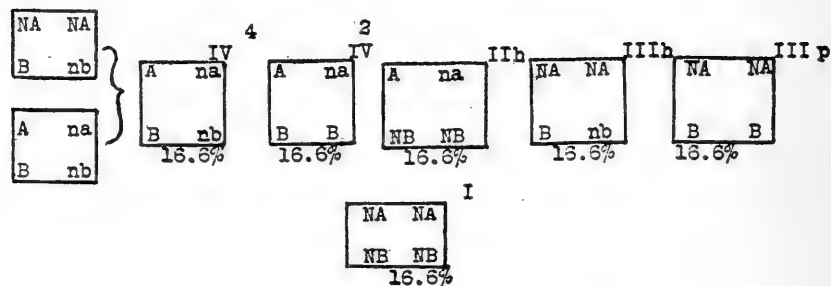 NA NA
B nb
A na
B nb
IV 4
A na
B nb
16.6%
IV 2
A na
B B
16.6%
IIh
A na
NB NB
16.6%
IIIh
NA NA
B nb
16.6%
III p
NA NA
B B
16.6%
I
NA NA
NB NB
16.6%